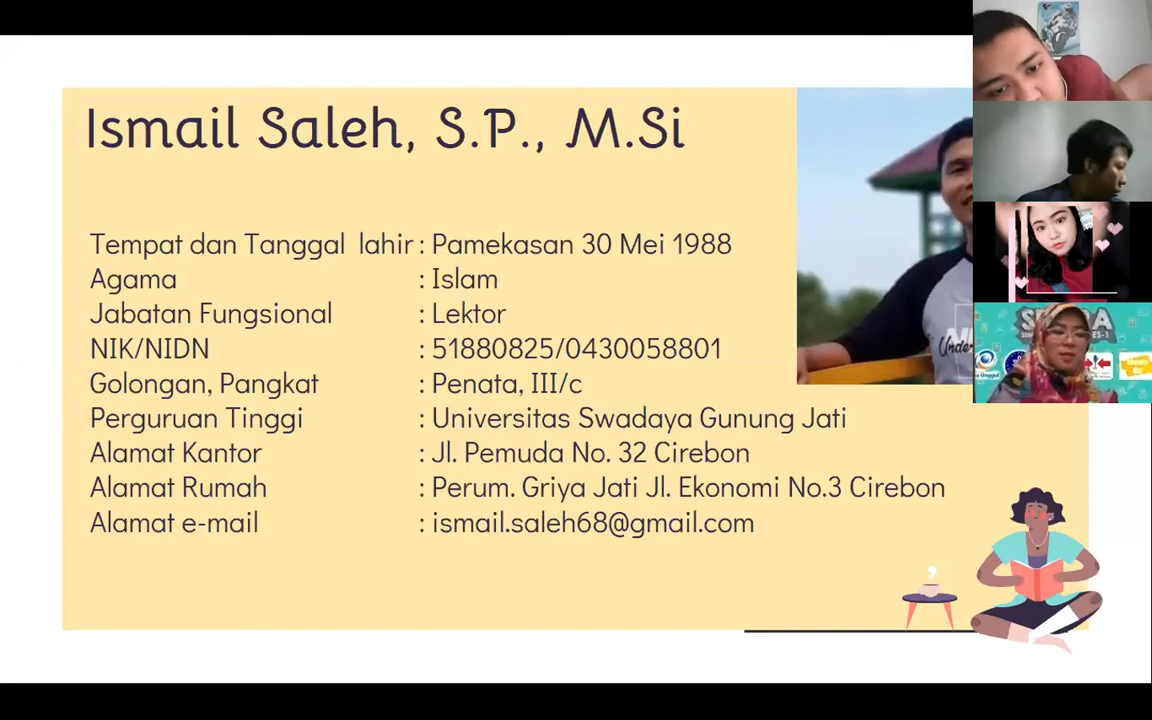 Ismail Saleh, S.P., M.Si
Tempat dan Tanggal lahir : Pamekasan 30 Mei 1988
Agama : Islam
Jabatan Fungsional : Lektor
NIK/NIDN : 51880825/0430058801
Golongan, Pangkat : Penata, III/c
Perguruan Tinggi : Universitas Swadaya Gunung Jati
Alamat Kantor : Jl. Pemuda No. 32 Cirebon
Alamat Rumah : Perum. Griya Jati Jl. Ekonomi No.3 Cirebon
Alamat e-mail : ismail.saleh68@gmail.com